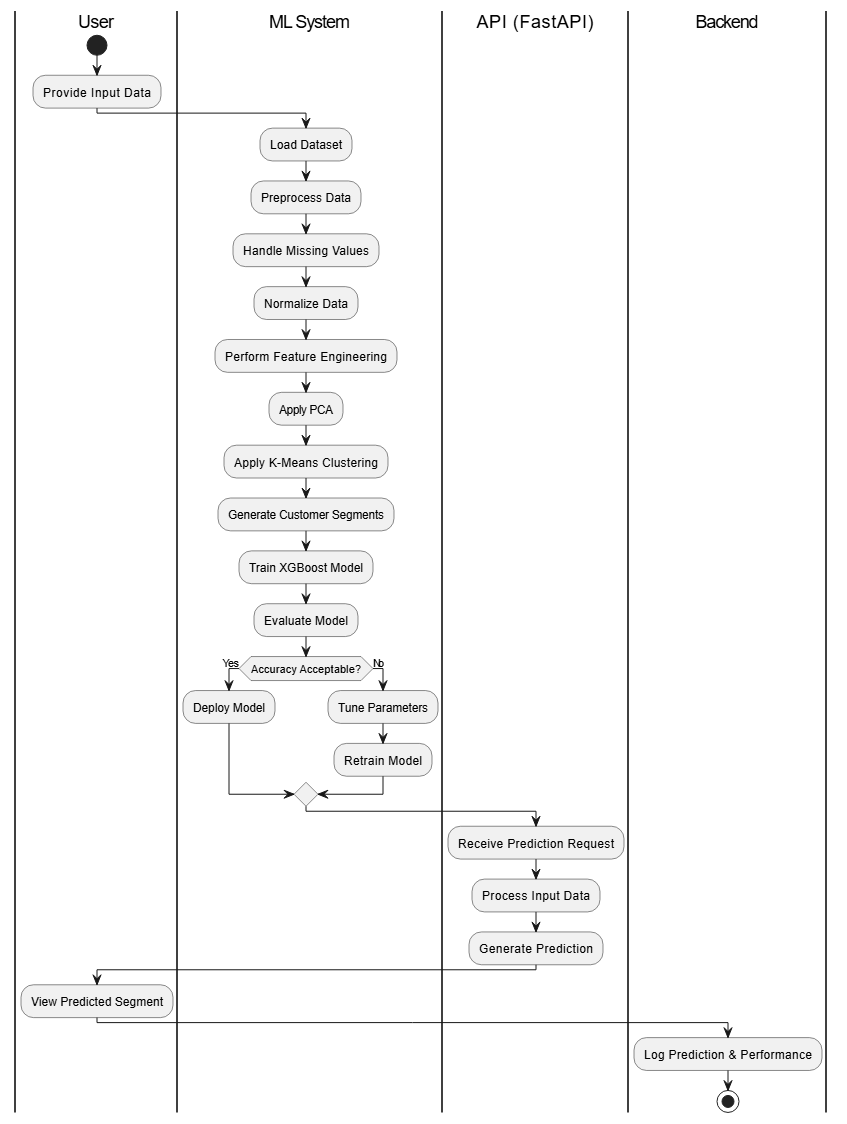 User
ML System
API (FastAPI)
Backend
Provide Input Data
Load Dataset
Preprocess Data
Handle Missing Values
Normalize Data
Perform Feature Engineering
Apply PCA
Apply K-Means Clustering
Generate Customer Segments
Train XGBoost Model
Evaluate Model
Yes
Accuracy Acceptable?
No
Deploy Model
Tune Parameters
Retrain Model
Receive Prediction Request
Process Input Data
Generate Prediction
View Predicted Segment
Log Prediction & Performance